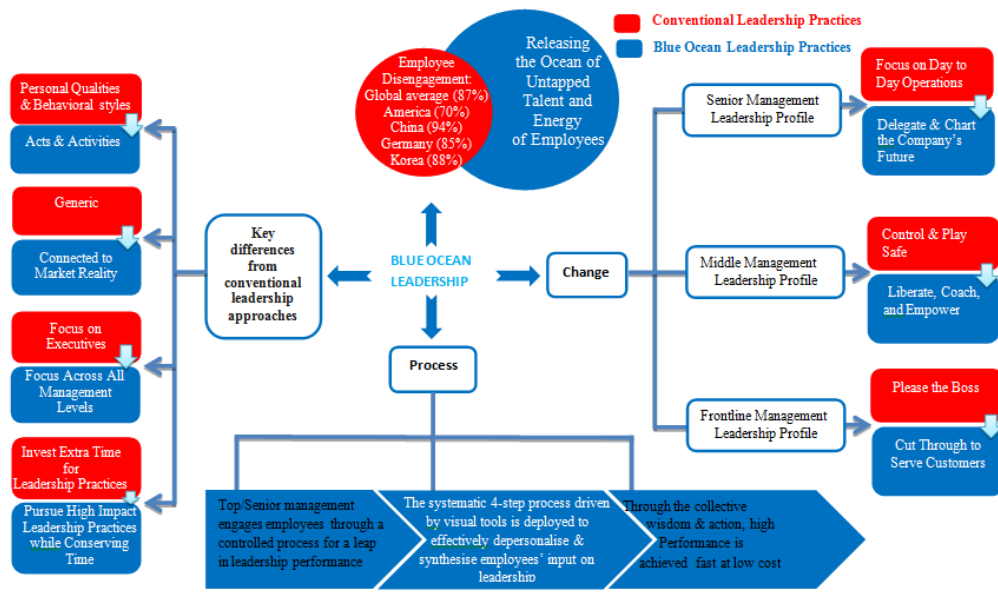 Conventional Leadership Practices
Blue Ocean Leadership Practices
Employee
Disengagement:
Global average (87%)
America (70%)
China (94%)
Germany (85%)
Korea (88%)
Releasing
the Ocean of
Untapped
Talent and
Energy
of Employees
Personal Qualities
& Behavioral styles
Acts & Activities
Generic
Connected to
Market Reality
Focus on
Executives
Focus Across All
Management
Levels
Invest Extra Time
for
Leadership Practices
Pursue High Impact
Leadership Practices
while Conserving
Time
Key
differences
from
conventional
leadership
approaches
BLUE OCEAN
LEADERSHIP
Change
Process
Senior Management
Leadership Profile
Focus on Day to
Day Operations
Delegate & Chart
the Company's
Future
Middle Management
Leadership Profile
Control & Play
Safe
Liberate, Coach,
and Empower
Frontline Management
Leadership Profile
Please the Boss
Cut Through to
Serve Customers
Top/Senior management
engages employees through a
controlled process for a leap
in leadership performance
The systematic 4-step process driven
by visual tools is deployed to
effectively depersonalise &
synthesise employees' input on
leadership
Through the collective
wisdom & action, high
Performance is
achieved fast at low cost